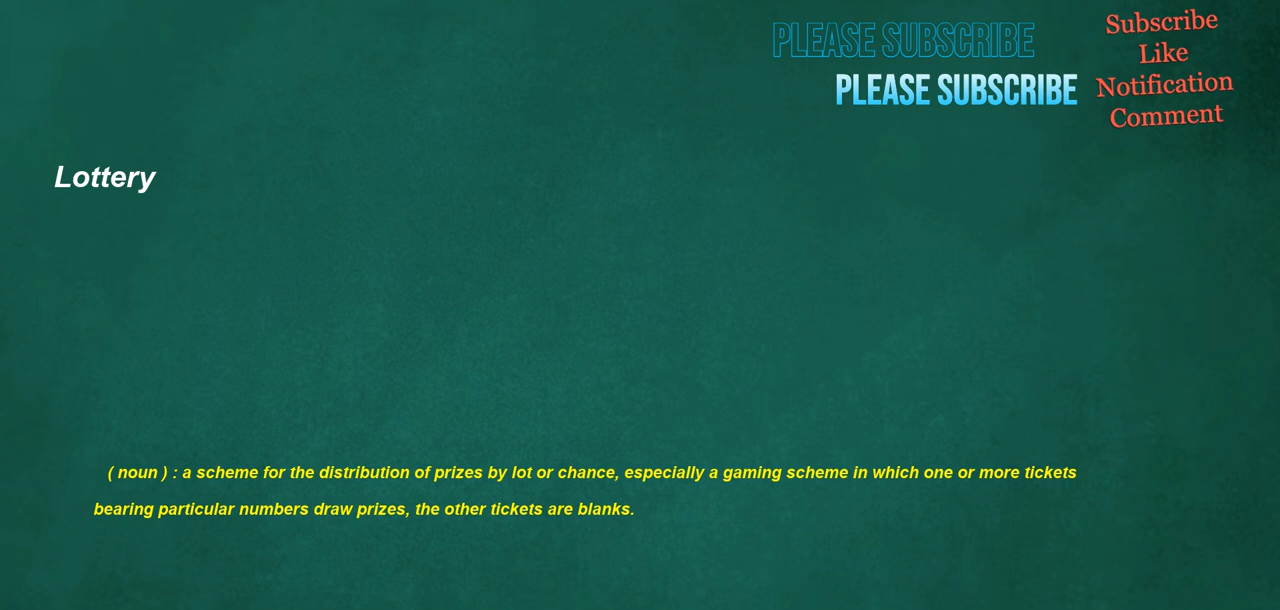 PLEASE SUBSCRIBE
PLEASE SUBSCRIBE
Subscribe
Like
Notification
Comment
Lottery
( noun ) : a scheme for the distribution of prizes by lot or chance, especially a gaming scheme in which one or more tickets
bearing particular numbers draw prizes, the other tickets are blanks.